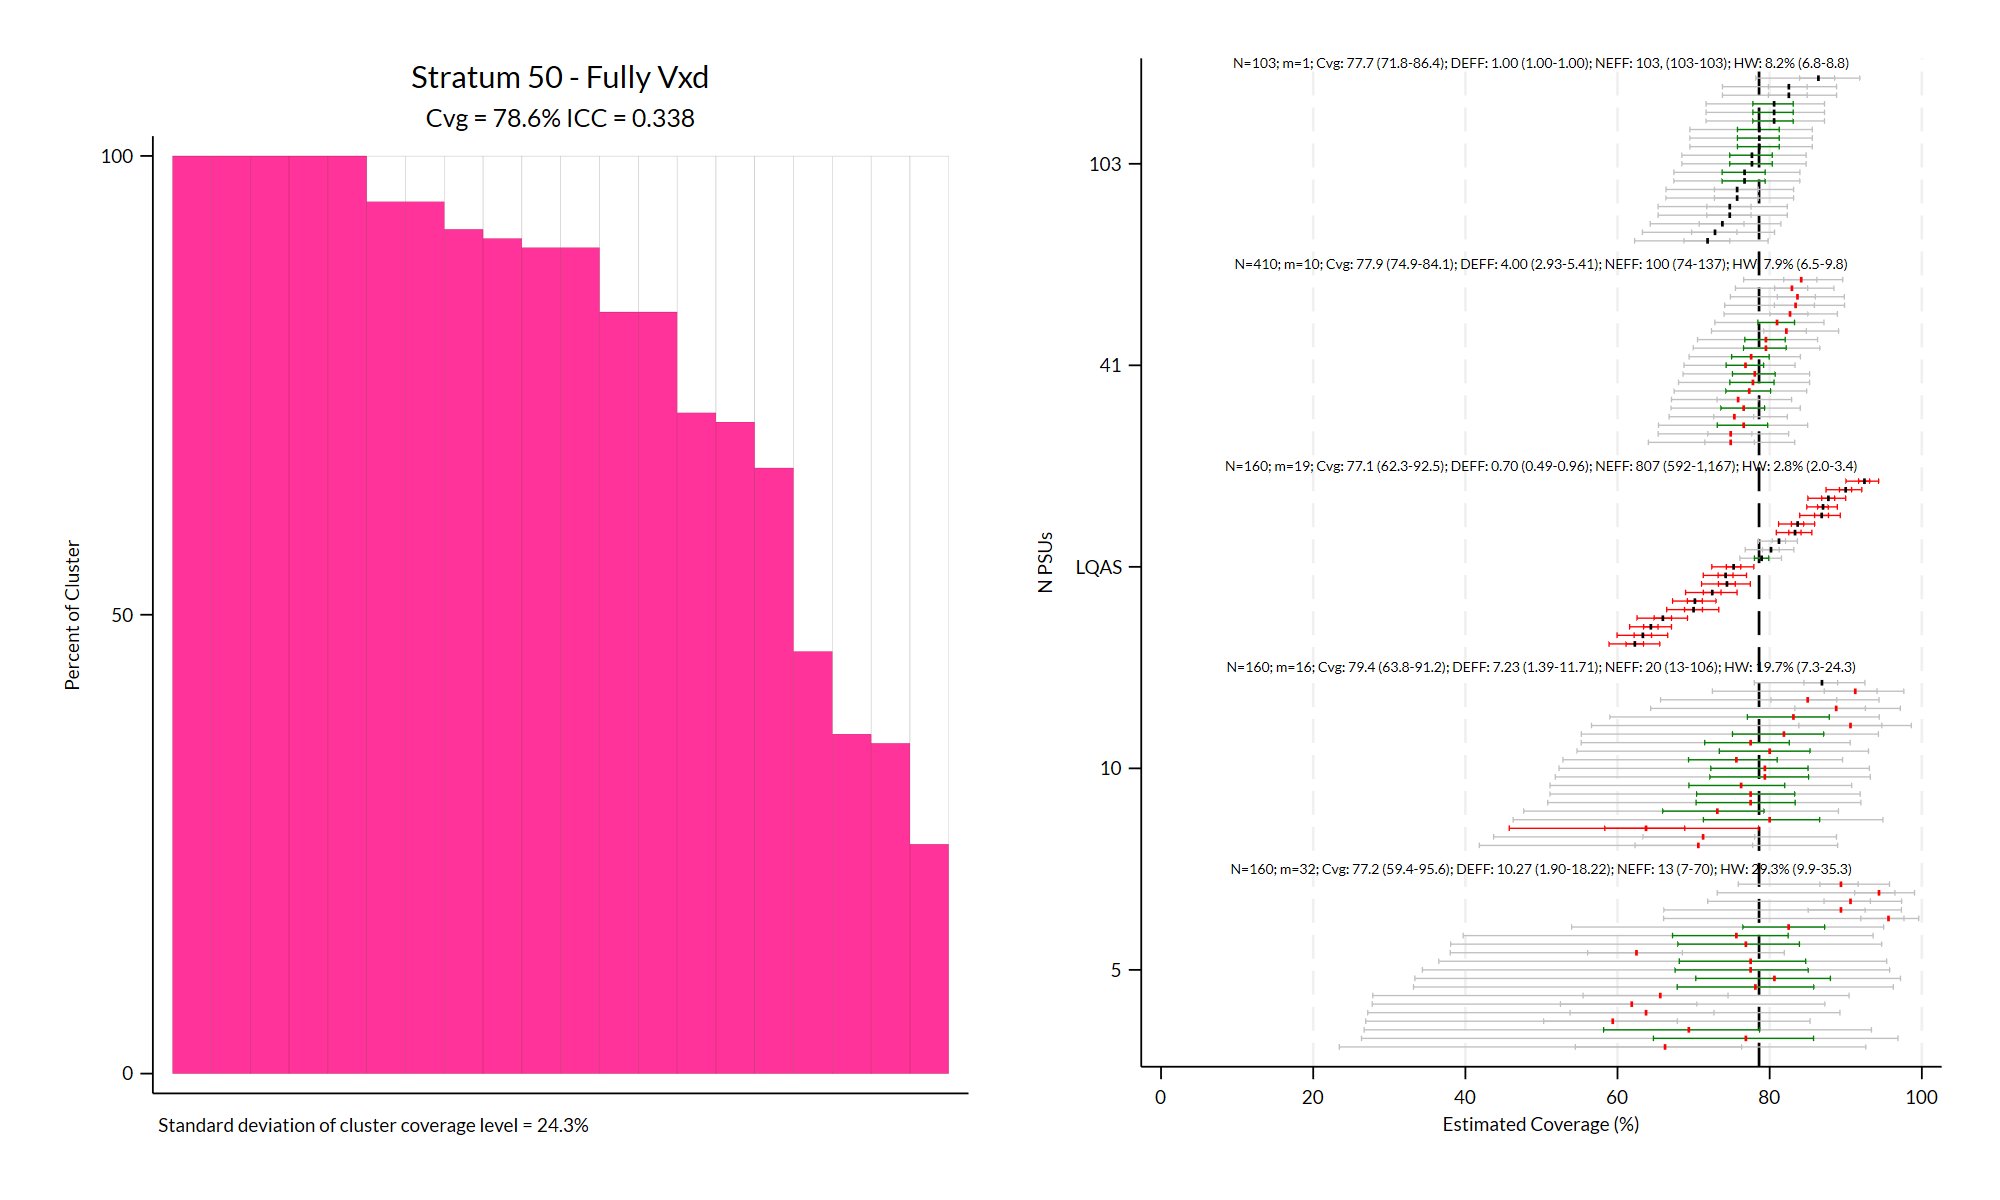 Stratum 50 - Fully Vxd
Cvg = 78.6% ICC = 0.338
Percent of Cluster
100
50
0
Standard deviation of cluster coverage level = 24.3%
N PSUs
N=103; m=1; Cvg: 77.7 (71.8-86.4); DEFF: 1.00 (1.00-1.00); NEFF: 103, (103-103); HW: 8.2% (6.8-8.8)
103
N=410; m=10; Cvg: 77.9 (74.9-84.1); DEFF: 4.00 (2.93-5.41); NEFF: 100 (74-137); HW: 7.9% (6.5-9.8)
41
N=160; m=19; Cvg: 77.1 (62.3-92.5); DEFF: 0.70 (0.49-0.96); NEFF: 807 (592-1,167); HW: 2.8% (2.0-3.4)
LQAS
N=160; m=16; Cvg: 79.4 (63.8-91.2); DEFF: 7.23 (1.39-11.71); NEFF: 20 (13-106); HW: 19.7% (7.3-24.3)
10
N=160; m=32; Cvg: 77.2 (59.4-95.6); DEFF: 10.27 (1.90-18.22); NEFF: 13 (7-70); HW: 29.3% (9.9-35.3)
5
0 20 40 60 80 100
Estimated Coverage (%)